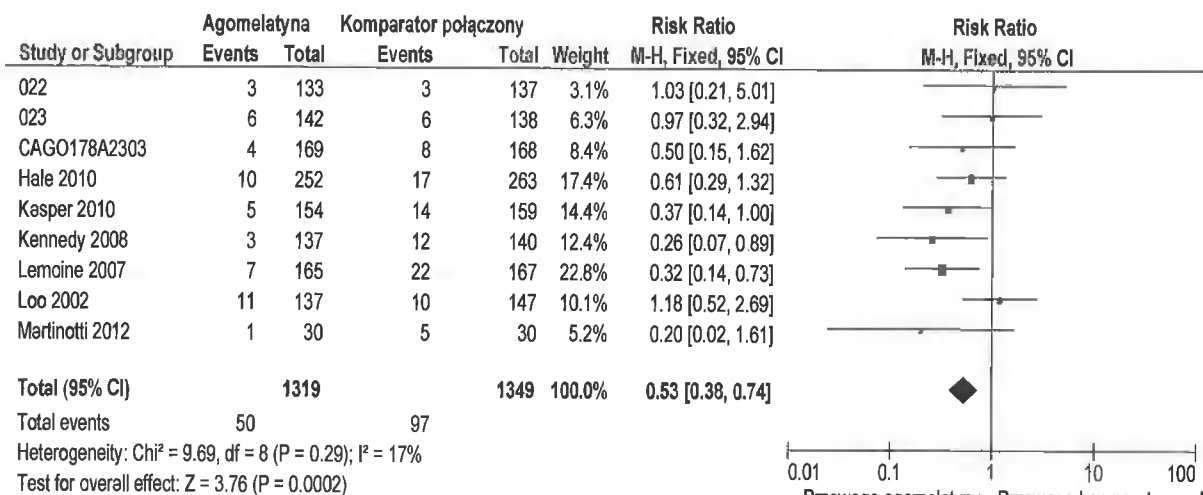 Agomelatyna Komparator połączony Risk Ratio Risk Ratio
Study or Subgroup Events Total Events Total Weight M-H, Fixed, 95% CI M-H, Fixed, 95% CI
022 3 133 3 137 3.1% 1.03 [0.21, 5.01]
023 6 142 6 138 6.3% 0.97 [0.32, 2.94]
CAGO178A2303 4 169 8 168 8.4% 0.50 [0.15, 1.62]
Hale 2010 10 252 17 263 17.4% 0.61 [0.29, 1.32]
Kasper 2010 5 154 14 159 14.4% 0.37 [0.14, 1.00]
Kennedy 2008 3 137 12 140 12.4% 0.26 [0.07, 0.89]
Lemoine 2007 7 165 22 167 22.8% 0.32 [0.14, 0.73]
Loo 2002 11 137 10 147 10.1% 1.18 [0.52, 2.69]
Martinotti 2012 1 30 5 30 5.2% 0.20 [0.02, 1.61]
Total (95% CI) 1319 1349 100.0% 0.53 [0.38, 0.74]
Total events 50 97
Heterogeneity: Chi² = 9.69, df = 8 (P = 0.29); I² = 17%
Test for overall effect: Z = 3.76 (P = 0.0002)
0.01 0.1 1 10 100